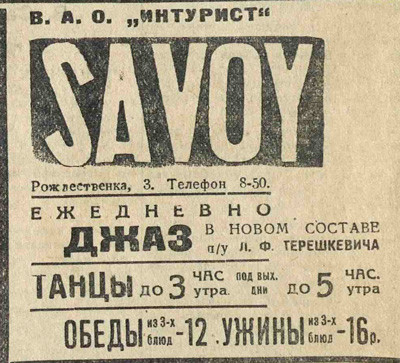 В. А. О. „ИНТУРИСТ“
SAVOY
Рождественка, 3. Телефон 8-50.
ЕЖЕДНЕВНО
ДЖАЗ В НОВОМ СОСТАВЕ
п/у Л. Ф. ТЕРЕШКЕВИЧА
ТАНЦЫ до 3 ЧАС утра под вых. дни до 5 ЧАС. утра
ОБЕДЫ из 3-х блюд -12 УЖИНЫ из 3-х блюд -16р.